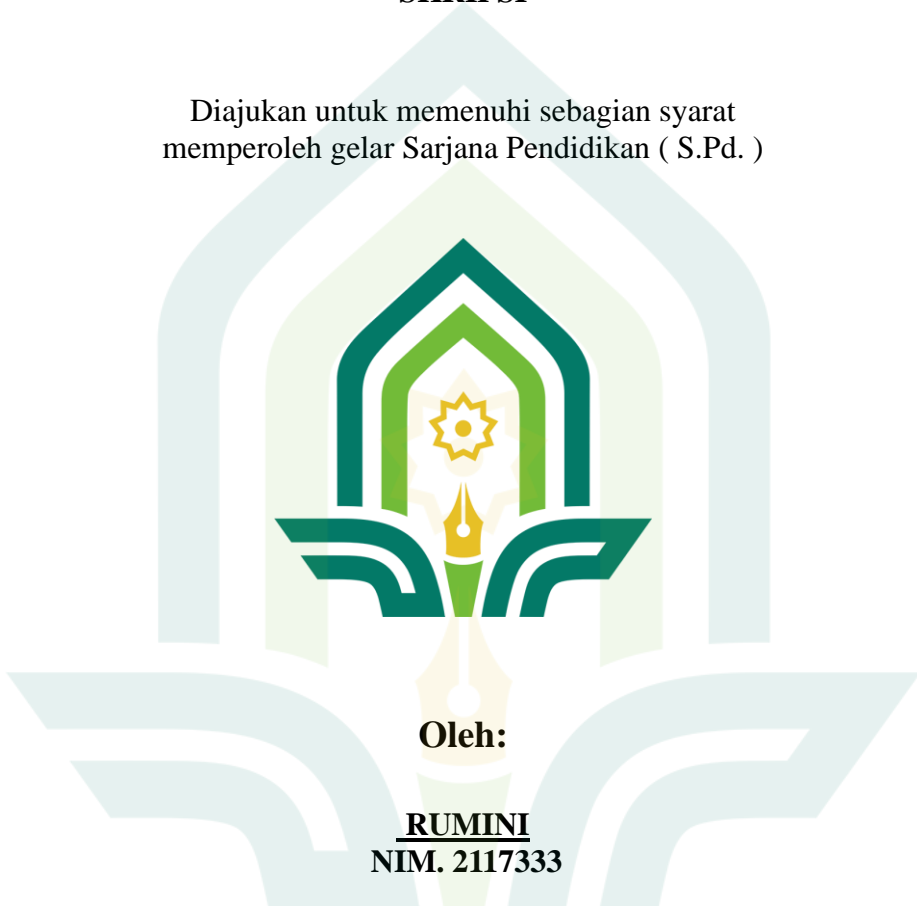 Diajukan untuk memenuhi sebagian syarat
memperoleh gelar Sarjana Pendidikan ( S.Pd. )
Oleh:
RUMINI
NIM. 2117333